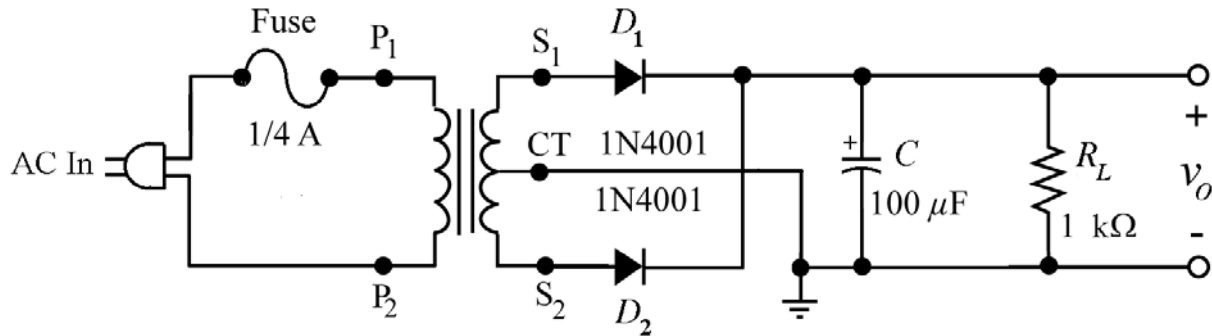 Fuse
P1
S1
D1
1/4 A
AC In
CT
1N4001
1N4001
+
C
100 μF
RL
1 kΩ
+
vo
-
P2
S2
D2